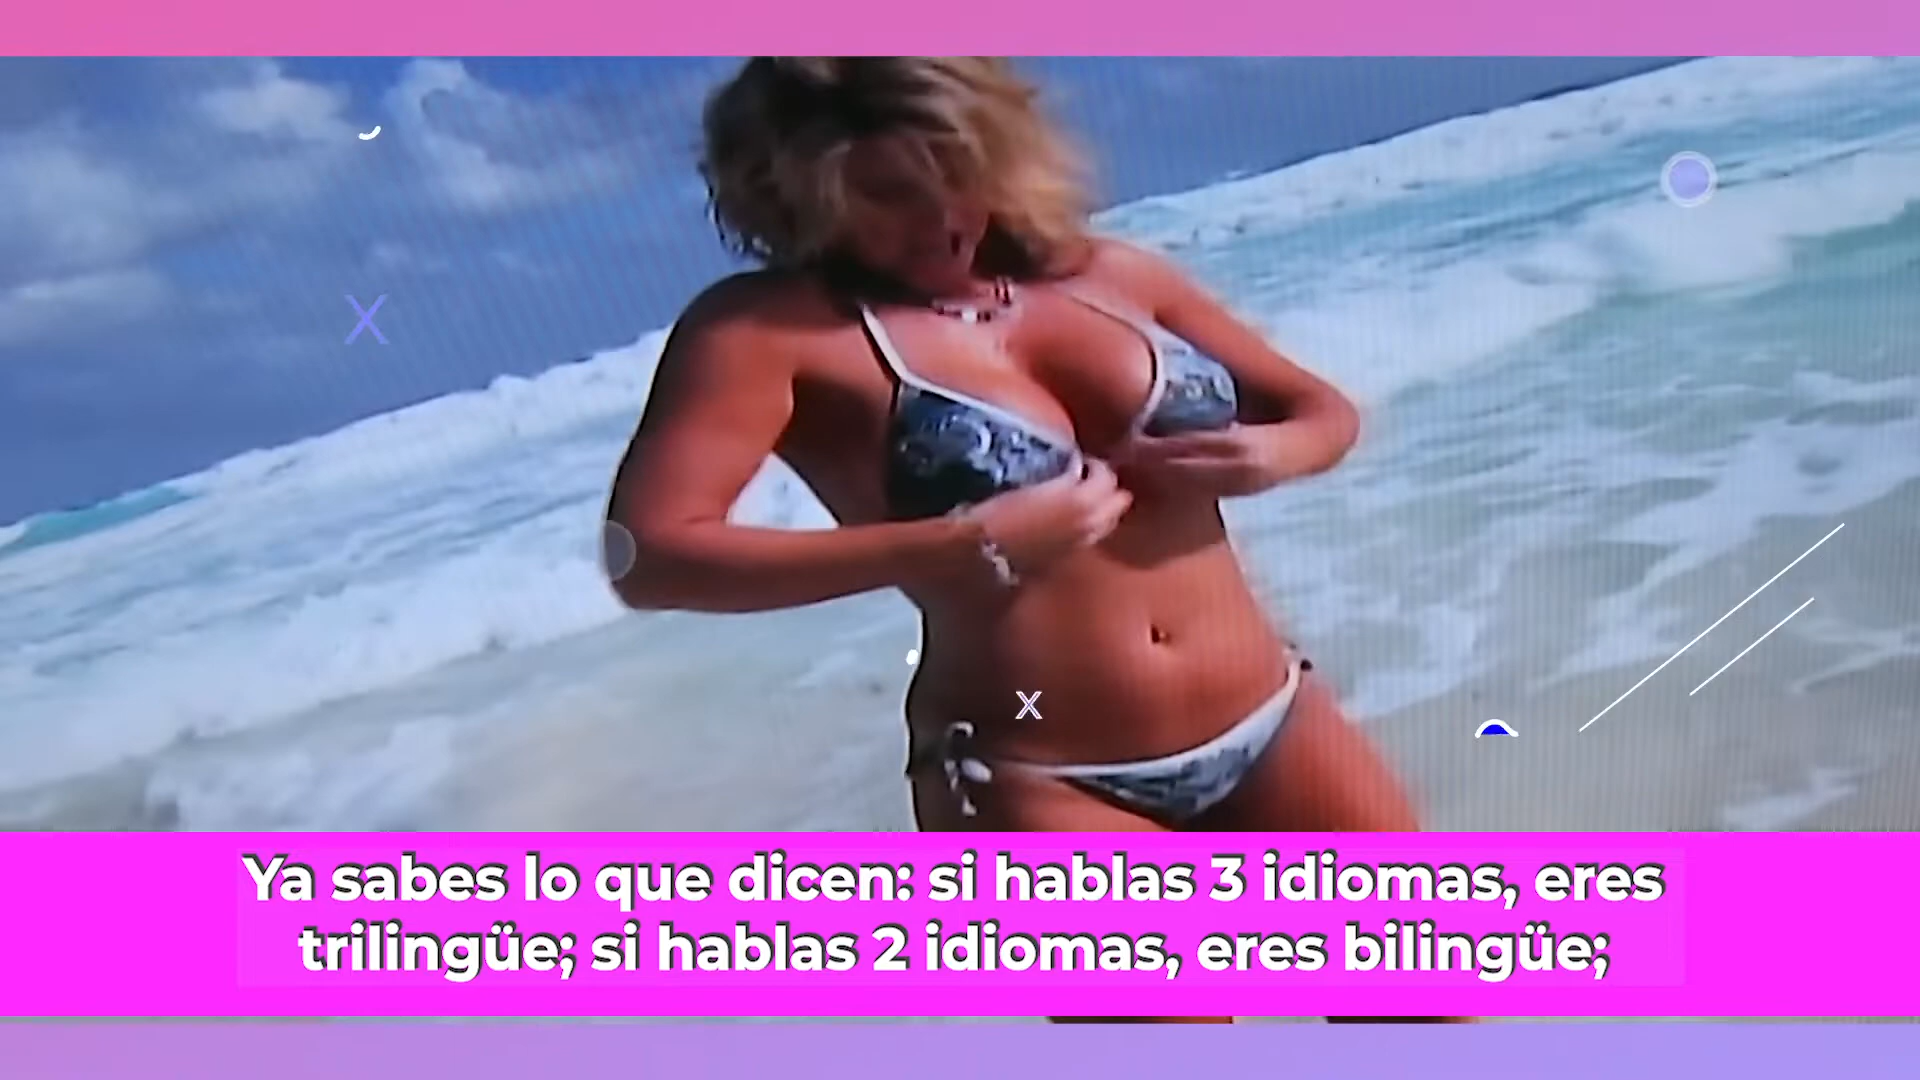 Ya sabes lo que dicen: si hablas 3 idiomas, eres
trilingüe; si hablas 2 idiomas, eres bilingüe;